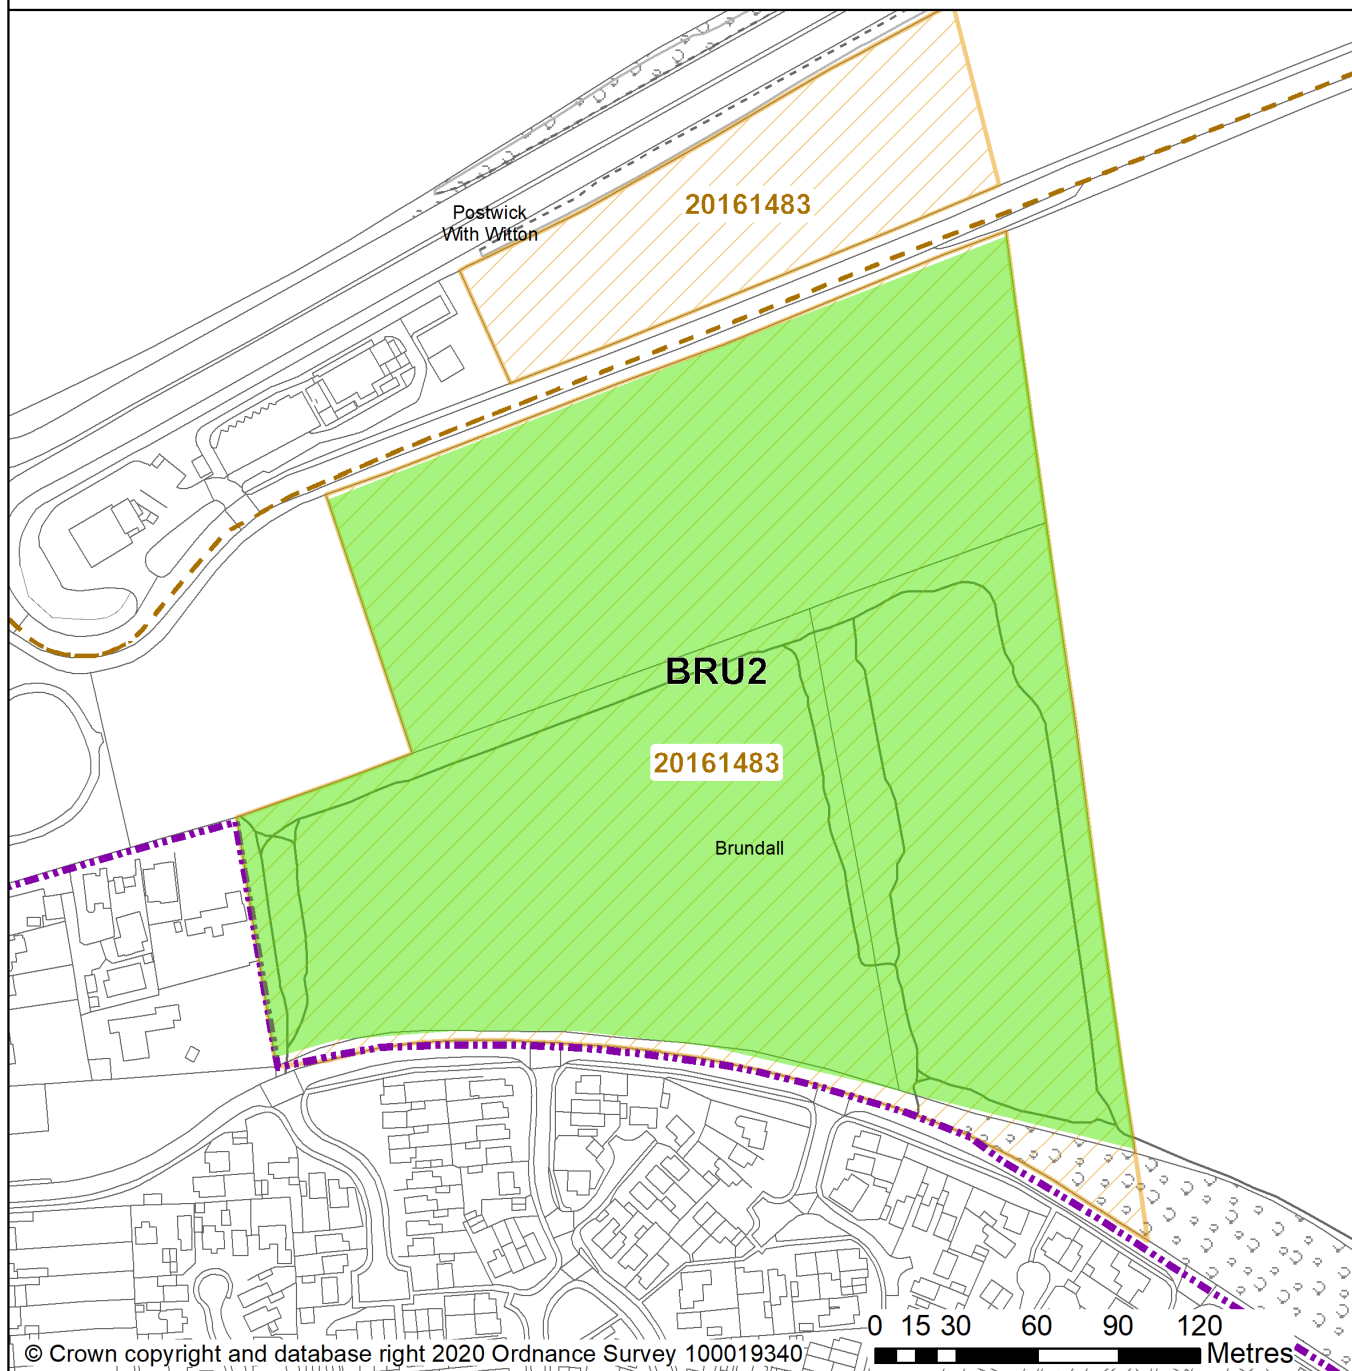 20161483
Postwick
With Witton
BRU2
20161483
Brundall
0 15 30 60 90 120
Metres
© Crown copyright and database right 2020 Ordnance Survey 100019340